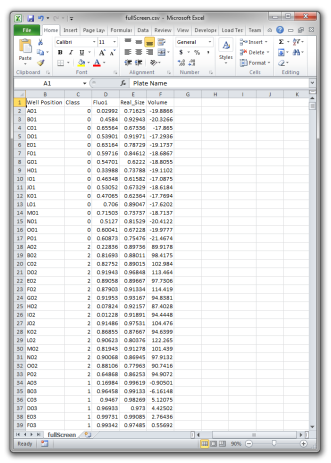 fullScreen.csv - Microsoft Excel
File Home Insert Page Lay Formulas Data Review View Developer Load Tes Team
Paste Calibri 11 General Styles Insert Delete Format
Clipboard Font Alignment Number Cells Editing
A1 fx Plate Name
B C D E F G H I J K
1 Well Position Class Fluo1 Real_Size Volume
2 A01 0 0.02992 0.71625 -19.8866
3 B01 0 0.4584 0.92943 -20.3266
4 C01 0 0.65564 0.67336 -17.865
5 D01 0 0.53901 0.91971 -17.2936
6 E01 0 0.65164 0.78729 -19.1737
7 F01 0 0.59716 0.84612 -18.6867
8 G01 0 0.54701 0.6222 -18.8055
9 H01 0 0.33988 0.73788 -19.1102
10 I01 0 0.46348 0.61582 -17.0875
11 J01 0 0.53052 0.67329 -18.6184
12 K01 0 0.47085 0.62364 -17.7694
13 L01 0 0.706 0.89047 -17.6202
14 M01 0 0.71503 0.73737 -18.7137
15 N01 0 0.5127 0.81529 -20.4122
16 O01 0 0.60041 0.67228 -19.9777
17 P01 0 0.60873 0.75476 -21.4674
18 A02 2 0.22836 0.89736 89.9178
19 B02 2 0.81693 0.88011 98.4175
20 C02 2 0.82752 0.89015 102.984
21 D02 2 0.91943 0.96848 113.464
22 E02 2 0.89058 0.89667 97.7306
23 F02 2 0.87903 0.91334 114.419
24 G02 2 0.91955 0.93167 94.8381
25 H02 2 0.07824 0.92157 87.4028
26 I02 2 0.01228 0.91891 94.4448
27 J02 2 0.91486 0.97531 104.476
28 K02 2 0.86855 0.87667 94.6399
29 L02 2 0.90623 0.80376 122.265
30 M02 2 0.81943 0.91278 101.439
31 N02 2 0.90068 0.86945 97.9132
32 O02 2 0.88106 0.77963 90.7416
33 P02 2 0.64868 0.86253 94.9072
34 A03 1 0.16984 0.99619 -0.90501
35 B03 1 0.96458 0.99133 -6.16148
36 C03 1 0.9467 0.98269 5.12075
37 D03 1 0.96933 0.973 4.42502
38 E03 1 0.99731 0.99085 2.76436
39 F03 1 0.99342 0.97485 0.55692
fullScreen
Ready 90%